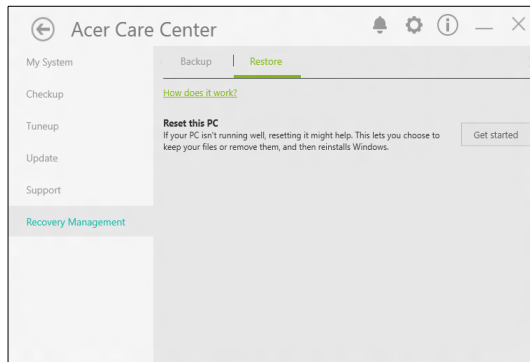 Acer Care Center
My System
Checkup
Tuneup
Update
Support
Recovery Management
Backup
Restore
How does it work?
Reset this PC
If your PC isn't running well, resetting it might help. This lets you choose to
keep your files or remove them, and then reinstalls Windows.
Get started